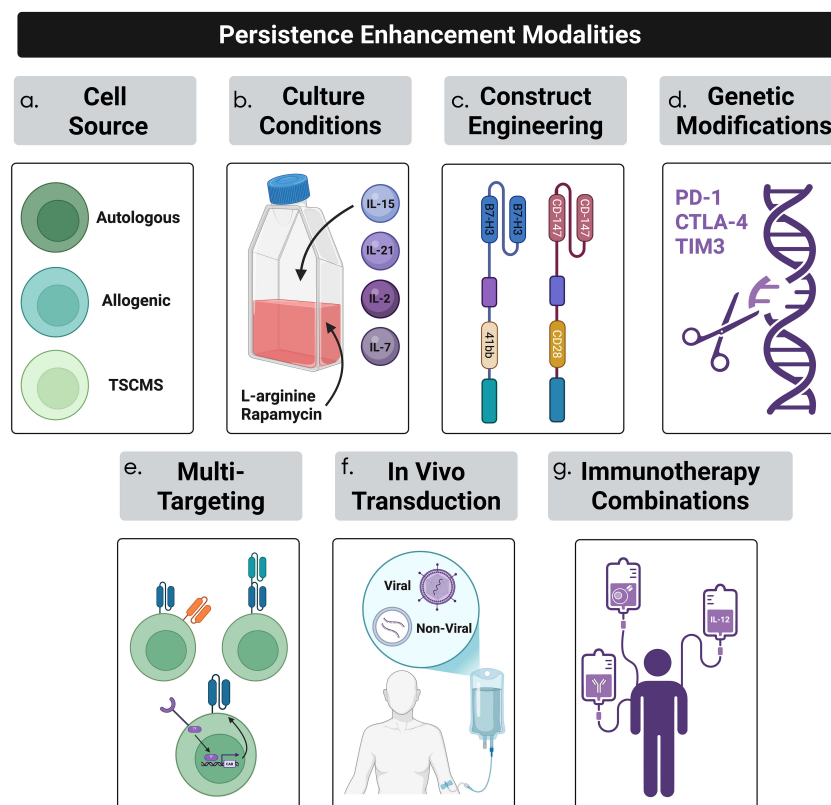 Persistence Enhancement Modalities
a. Cell
Source
b. Culture
Conditions
c. Construct
Engineering
d. Genetic
Modifications
Autologous
Allogenic
TSCMS
IL-15
IL-21
IL-2
IL-7
L-arginine
Rapamycin
B7-H3
B7-H3
41bb
CD-147
CD-147
CD28
PD-1
CTLA-4
TIM3
e. Multi-
Targeting
f. In Vivo
Transduction
g. Immunotherapy
Combinations
CAR
Viral
Non-Viral
IL-12